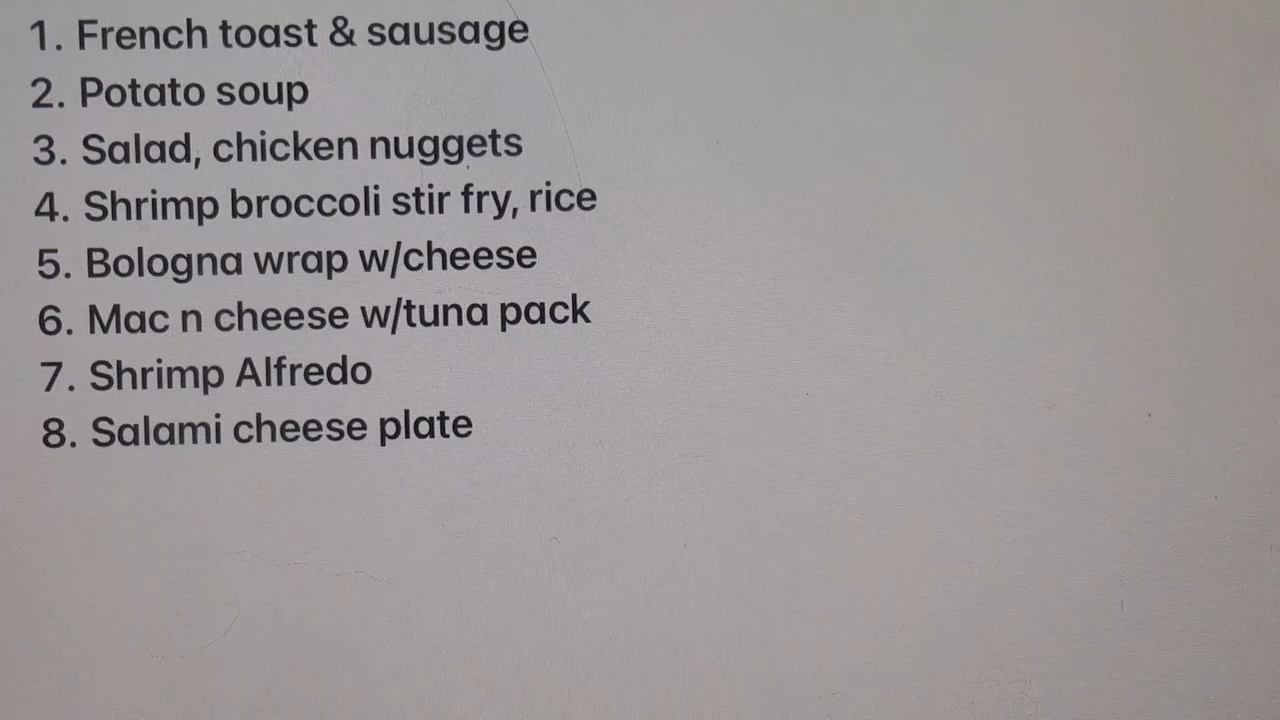 1. French toast & sausage
2. Potato soup
3. Salad, chicken nuggets
4. Shrimp broccoli stir fry, rice
5. Bologna wrap w/cheese
6. Mac n cheese w/tuna pack
7. Shrimp Alfredo
8. Salami cheese plate